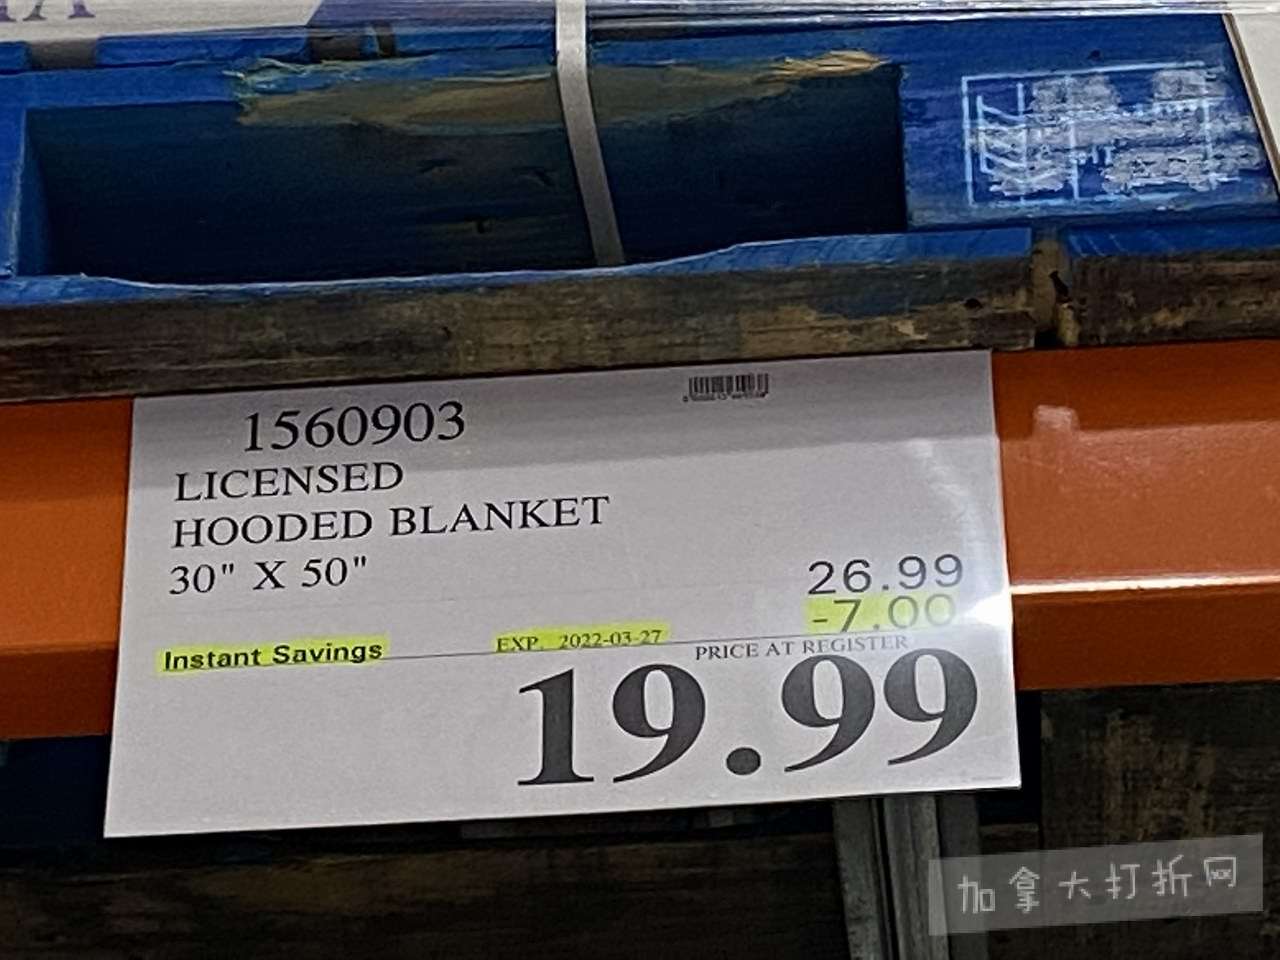 1560903
LICENSED
HOODED BLANKET
30" X 50"
26.99
-7.00
Instant Savings
EXP. 2022-03-27
PRICE AT REGISTER
19.99
加拿大打折网